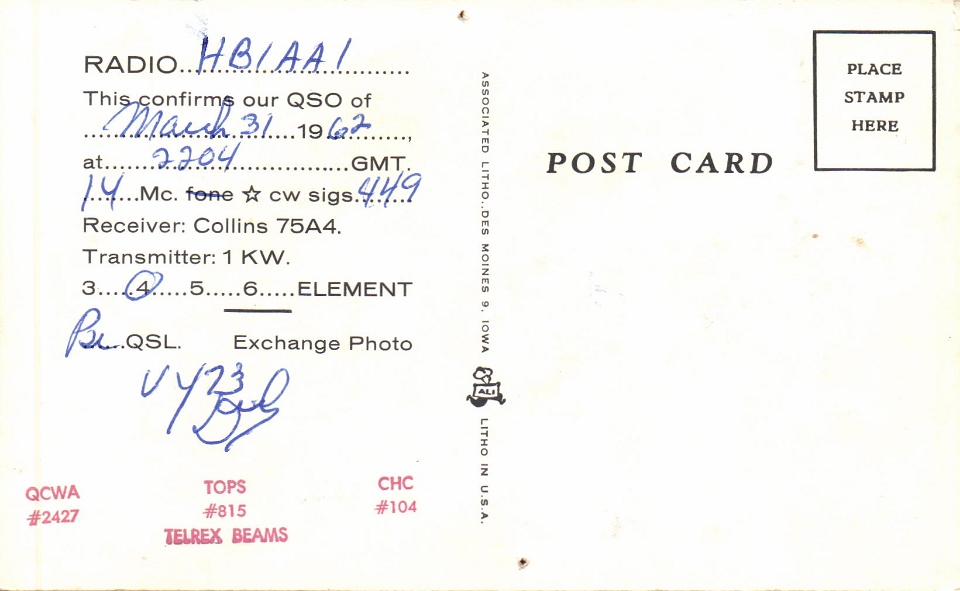 RADIO...HB1AAI...
This confirms our QSO of
...March 31...1962...,
at...2204...GMT.
14...Mc. fone ☆ cw sigs.449
Receiver: Collins 75A4.
Transmitter: 1 KW.
3.....4.....5.....6.....ELEMENT
QSL. Exchange Photo
VY 73
QCWA
#2427
TOPS
#815
TELREX BEAMS
CHC
#104
ASSOCIATED LITHO., DES MOINES 9, IOWA
ALI
LITHO IN U.S.A.
POST CARD
PLACE
STAMP
HERE